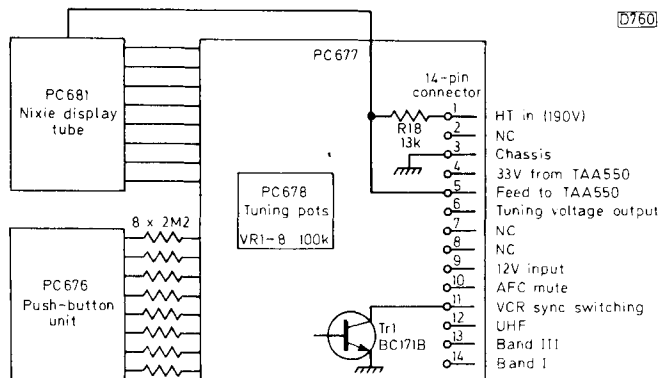 D760
PC677
PC681
Nixie display
tube
14-pin
connector
R18
13k
1 HT in (190V)
2 NC
3 Chassis
4 33V from TAA550
5 Feed to TAA550
6 Tuning voltage output
7 NC
8 NC
9 12V input
10 AFC mute
11 VCR sync switching
12 UHF
13 Band III
14 Band I
PC678
Tuning pots
VR1-8 100k
8 x 2M2
PC676
Push-button
unit
Tr1
BC171B